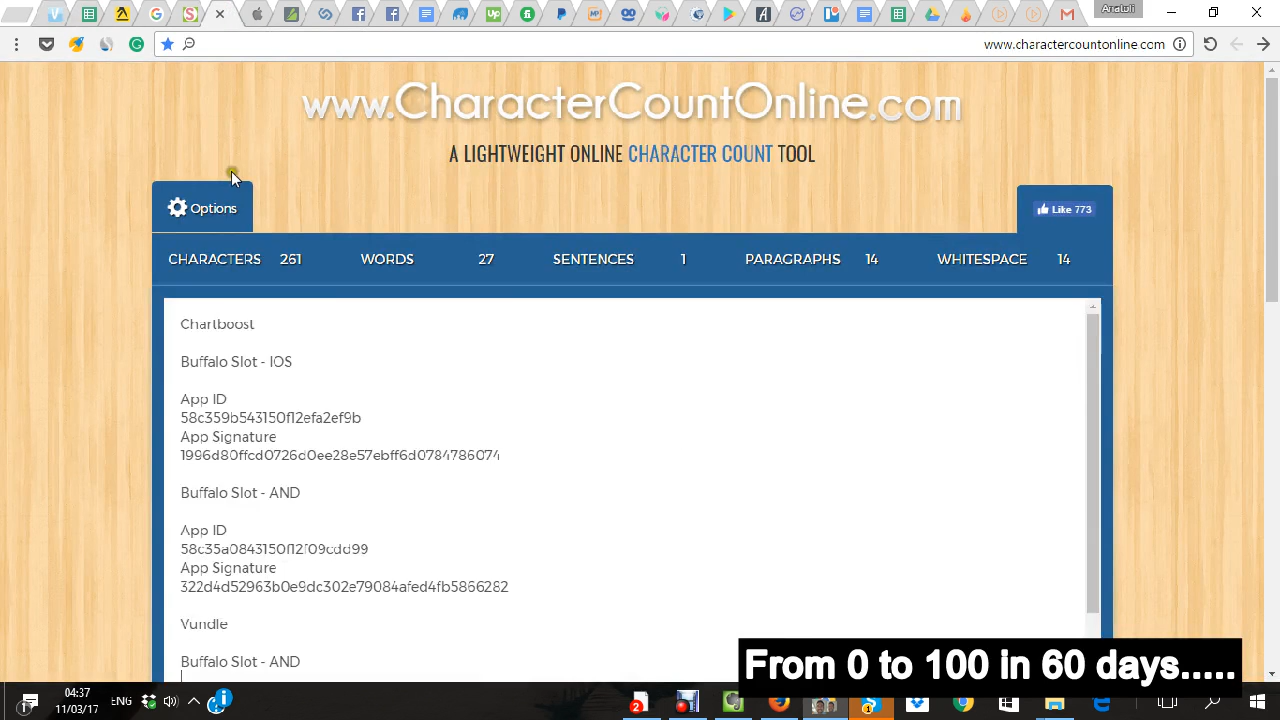 Anatoli
www.charactercountonline.com
www.CharacterCountOnline.com
A LIGHTWEIGHT ONLINE CHARACTER COUNT TOOL
Options
Like 773
CHARACTERS 261 WORDS 27 SENTENCES 1 PARAGRAPHS 14 WHITESPACE 14
Chartboost
Buffalo Slot - IOS
App ID
58c359b543150f12efa2ef9b
App Signature
1996d80ffcd0726d0ee28e57ebff6d0784786074
Buffalo Slot - AND
App ID
58c35a0843150f12f09cdd99
App Signature
322d4d52963b0e9dc302e79084afed4fb5866282
Vundle
Buffalo Slot - AND
From 0 to 100 in 60 days.....
04:37
11/03/17
ENG